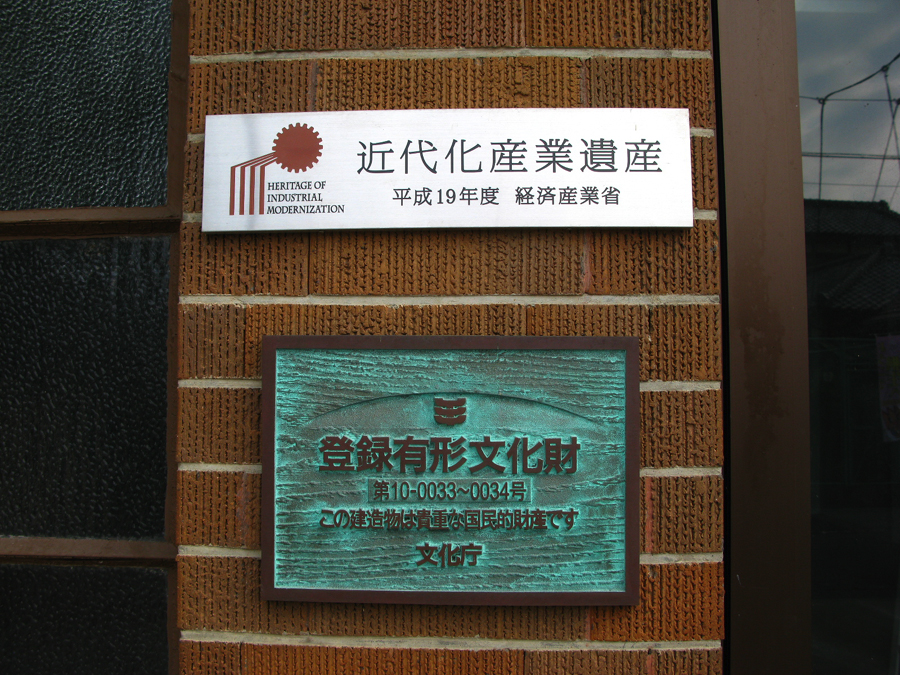 HERITAGE OF
INDUSTRIAL
MODERNIZATION
近代化産業遺産
平成19年度 経済産業省
登録有形文化財
第10-0033~0034号
この建造物は貴重な国民的財産です
文化庁